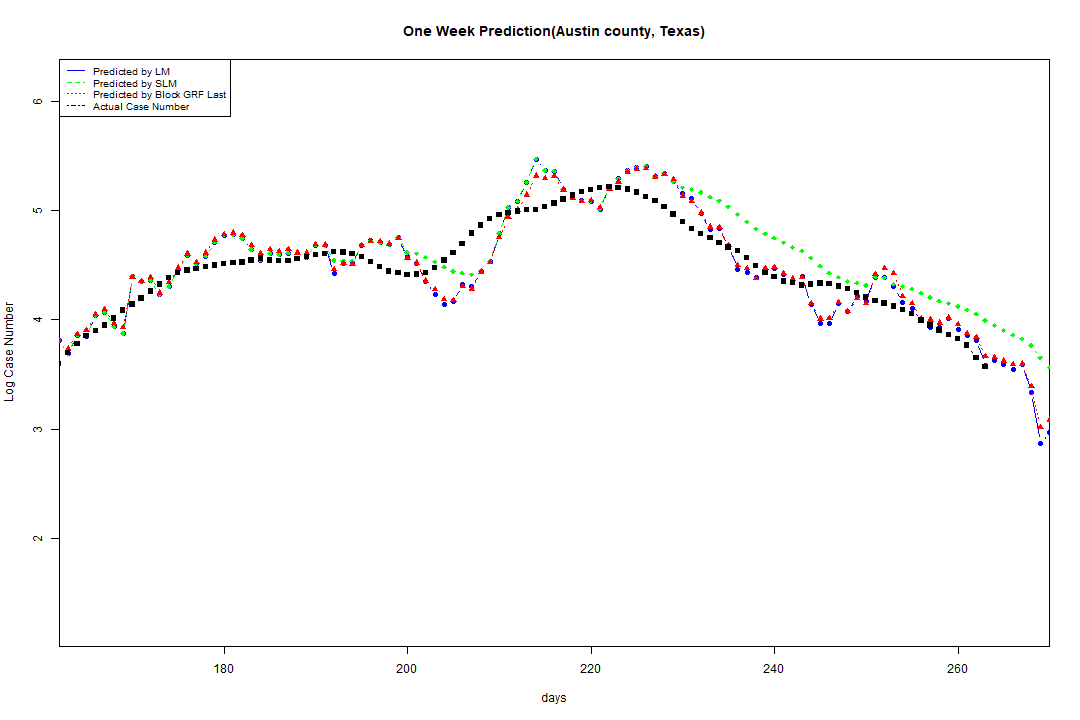 One Week Prediction(Austin county, Texas)
Predicted by LM
Predicted by SLM
Predicted by Block GRF Last
Actual Case Number
6
5
4
3
2
Log Case Number
180 200 220 240 260
days